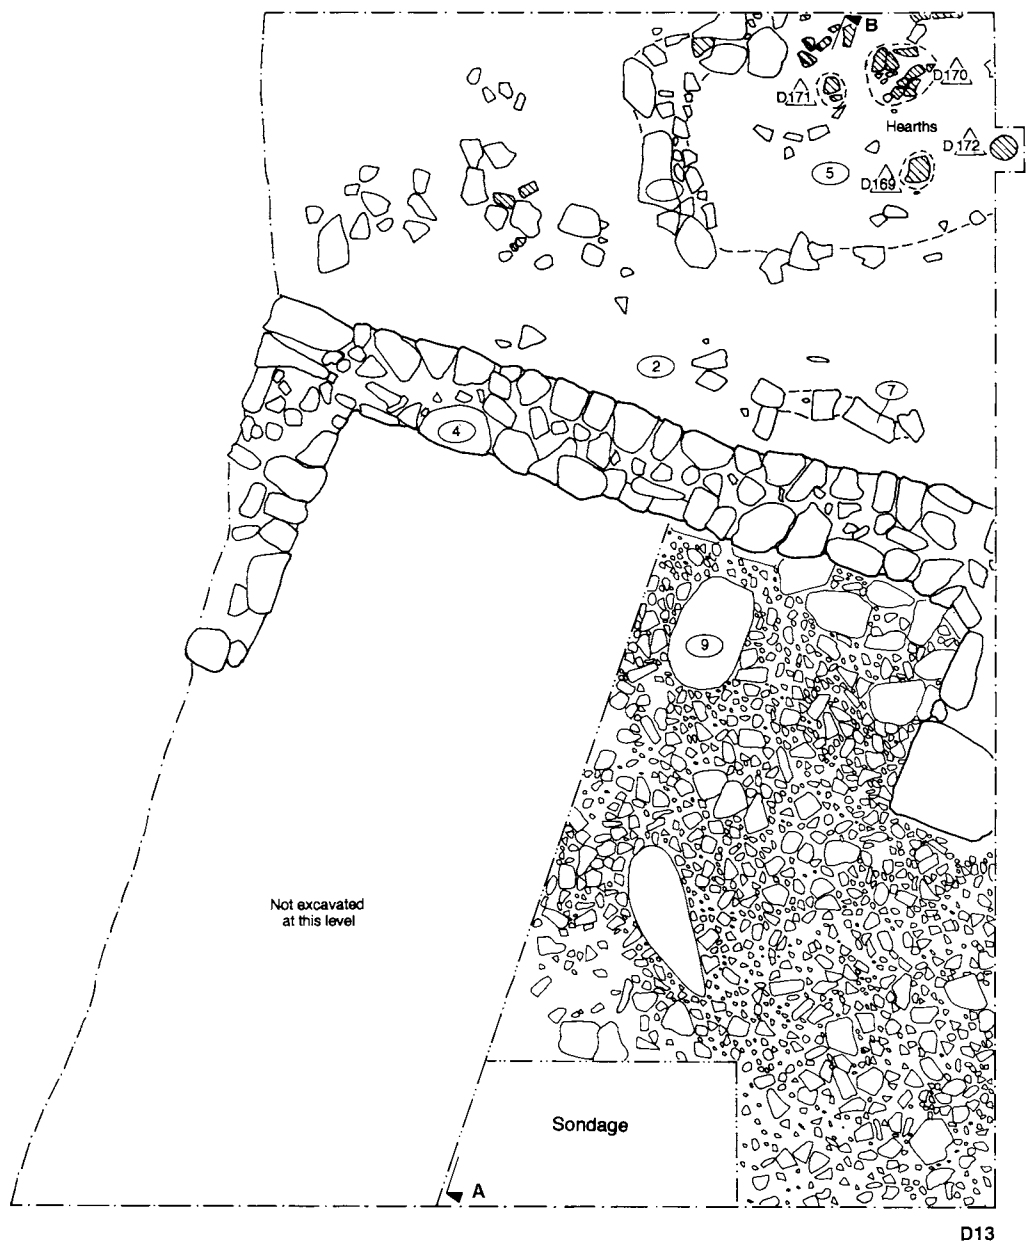 B
D170
D171
Hearths
D172
5
D169
2
7
4
9
Not excavated
at this level
Sondage
A
D13